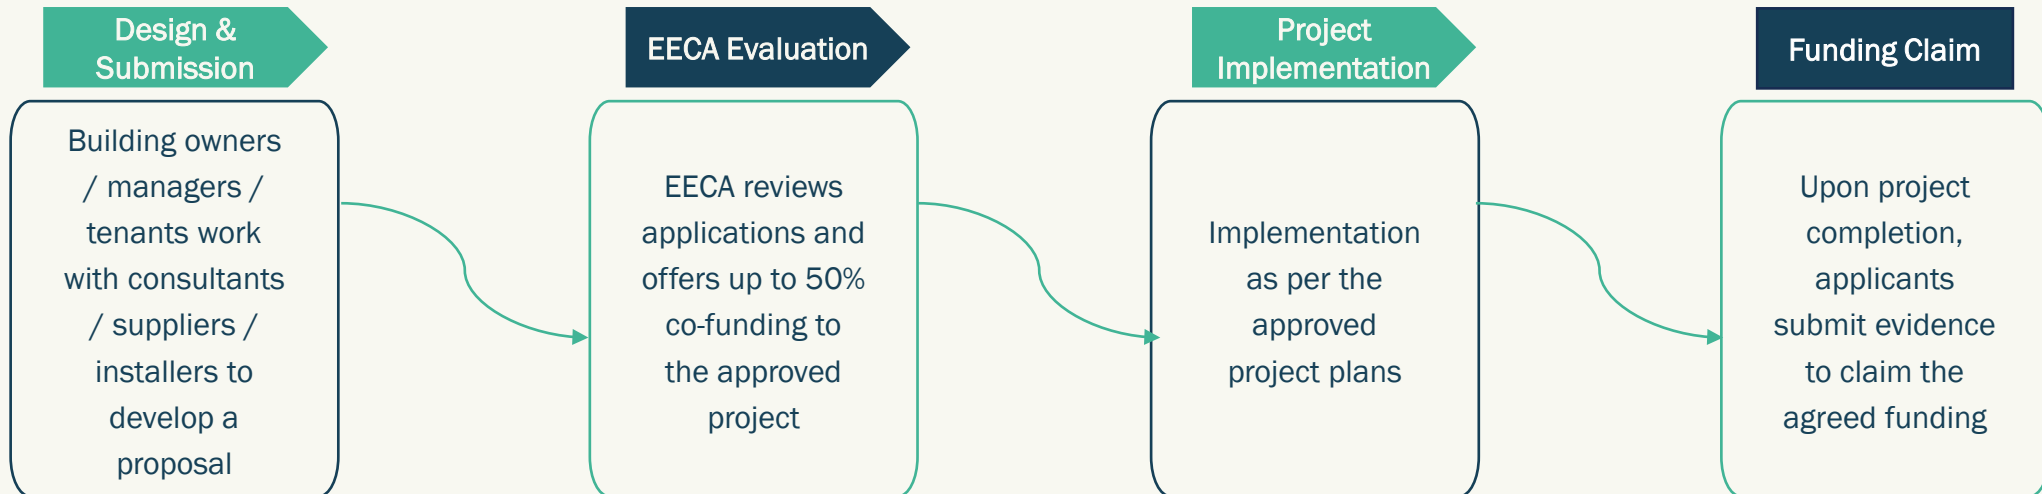 Design &
Submission
Building owners
/ managers /
tenants work
with consultants
/ suppliers /
installers to
develop a
proposal
EECA Evaluation
EECA reviews
applications and
offers up to 50%
co-funding to
the approved
project
Project
Implementation
Implementation
as per the
approved
project plans
Funding Claim
Upon project
completion,
applicants
submit evidence
to claim the
agreed funding